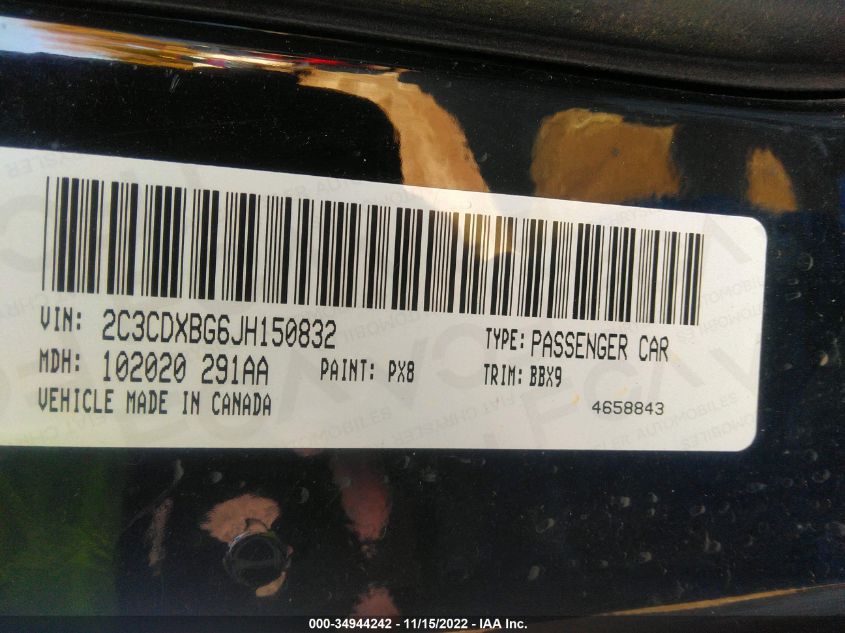 VIN: 2C3CDXBG6JH150832 TYPE: PASSENGER CAR
MDH: 102020 291AA PAINT: PX8 TRIM: BBX9
VEHICLE MADE IN CANADA 4658843
000-34944242 - 11/15/2022 - IAA Inc.